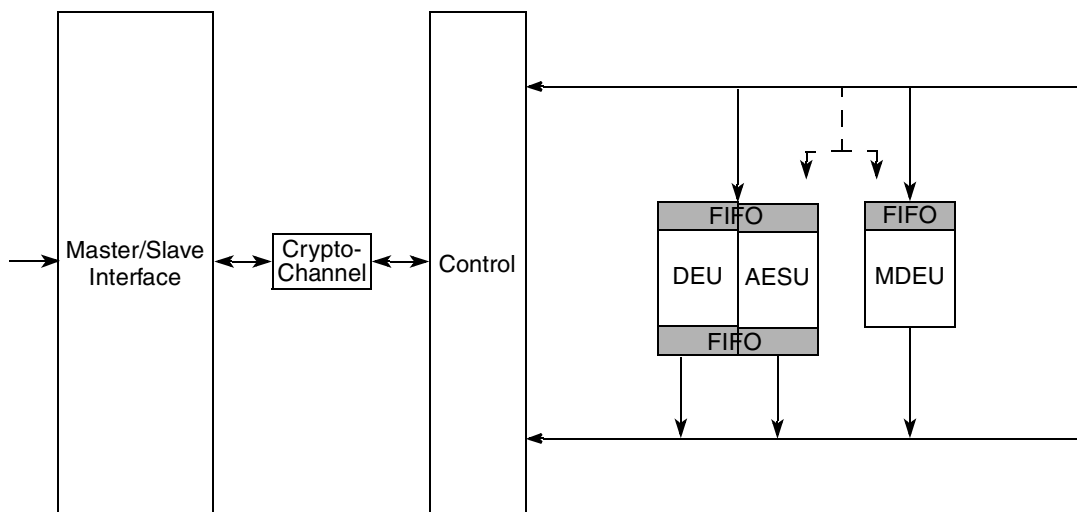 Master/Slave
Interface
Crypto-
Channel
Control
FIFO
DEU
AESU
FIFO
FIFO
MDEU